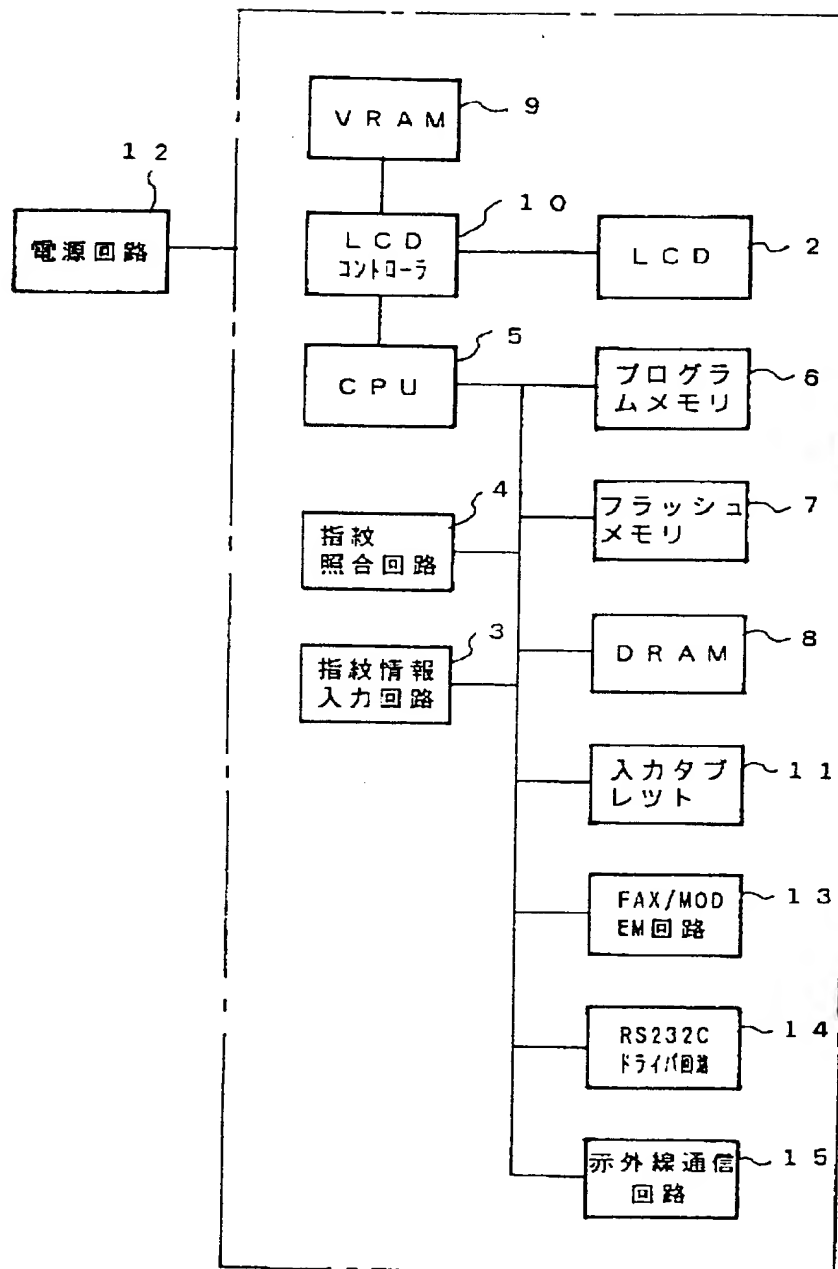 VRAM
9
12
電源回路
LCD
コントローラ
10
LCD
2
CPU
5
プログラ
ムメモリ
6
指紋
照合回路
4
フラッシュ
メモリ
7
指紋情報
入力回路
3
DRAM
8
入力タブ
レット
11
FAX/MOD
EM回路
13
RS232C
ドライバ回路
14
赤外線通信
回路
15